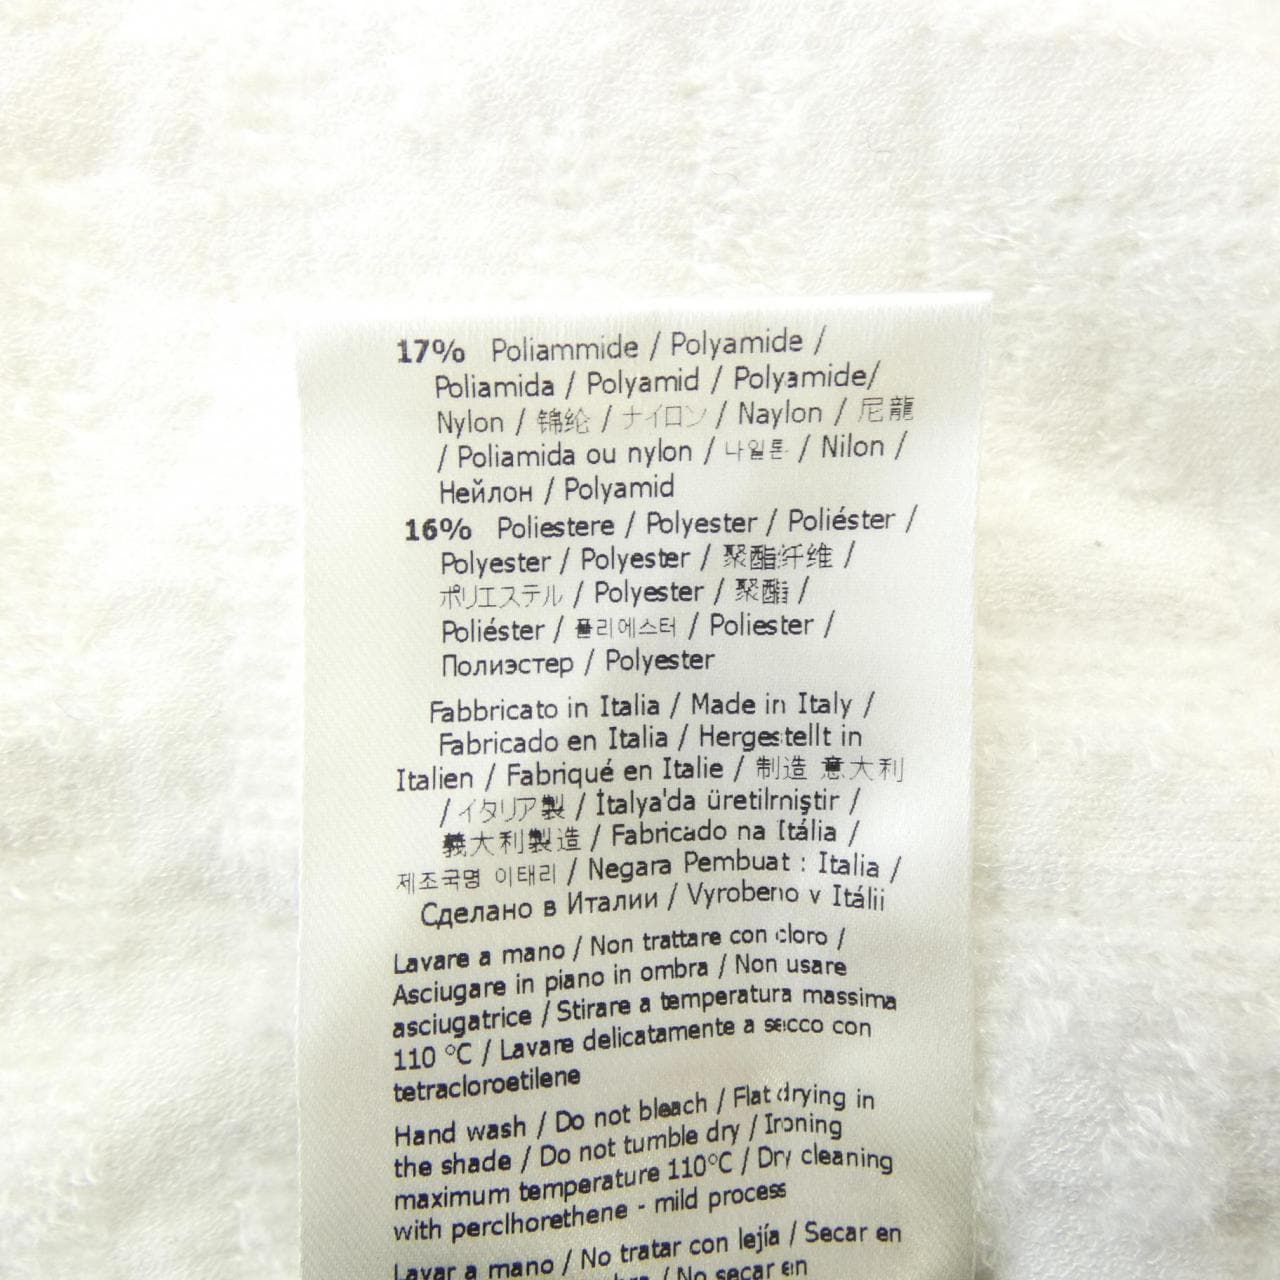 17% Poliammide / Polyamide /
Poliamida / Polyamid / Polyamide/
Nylon / 锦纶 / ナイロン / Naylon / 尼龍
/ Poliamida ou nylon / 나일론 / Nilon /
Нейлон / Polyamid
16% Poliestere / Polyester / Poliéster /
Polyester / Polyester / 聚酯纤维 /
ポリエステル / Polyester / 聚酯 /
Poliéster / 폴리에스터 / Poliester /
Полиэстер / Polyester
Fabbricato in Italia / Made in Italy /
Fabricado en Italia / Hergestellt in
Italien / Fabriqué en Italie / 制造 意大利
/ イタリア製 / İtalya'da üretilmiştir /
義大利製造 / Fabricado na Itália /
제조국명 이태리 / Negara Pembuat : Italia /
Сделано в Италии / Vyrobeno v Itálii
Lavare a mano / Non trattare con cloro /
Asciugare in piano in ombra / Non usare
asciugatrice / Stirare a temperatura massima
110 °C / Lavare delicatamente a secco con
tetracloroetilene
Hand wash / Do not bleach / Flat drying in
the shade / Do not tumble dry / Ironing
maximum temperature 110°C / Dry cleaning
with perclhorethene - mild process
Lavar a mano / No tratar con lejía / Secar en
/ No secar en